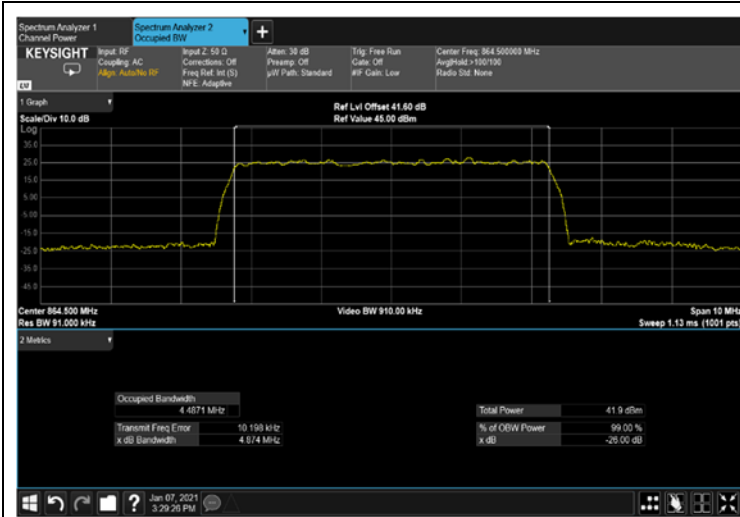 Spectrum Analyzer 1
Channel Power
Spectrum Analyzer 2
Occupied BW
+
KEYSIGHT
LXI
Input: RF
Coupling: AC
Align: Auto/No RF
Input Z: 50 Ω
Corrections: Off
Freq Ref: Int (S)
NFE: Adaptive
Atten: 30 dB
Preamp: Off
µW Path: Standard
Trig: Free Run
Gate: Off
#IF Gain: Low
Center Freq: 864.500000 MHz
Avg|Hold:>100/100
Radio Std: None
1 Graph
Scale/Div 10.0 dB
Ref Lvl Offset 41.60 dB
Ref Value 45.00 dBm
Log
35.0
25.0
15.0
5.00
-5.00
-15.0
-25.0
-35.0
-45.0
Center 864.500 MHz
Res BW 91.000 kHz
Video BW 910.00 kHz
Span 10 MHz
Sweep 1.13 ms (1001 pts)
2 Metrics
Occupied Bandwidth
4.4871 MHz
Transmit Freq Error 10.198 kHz
x dB Bandwidth 4.874 MHz
Total Power 41.9 dBm
% of OBW Power 99.00 %
x dB -26.00 dB
?
Jan 07, 2021
3:29:26 PM